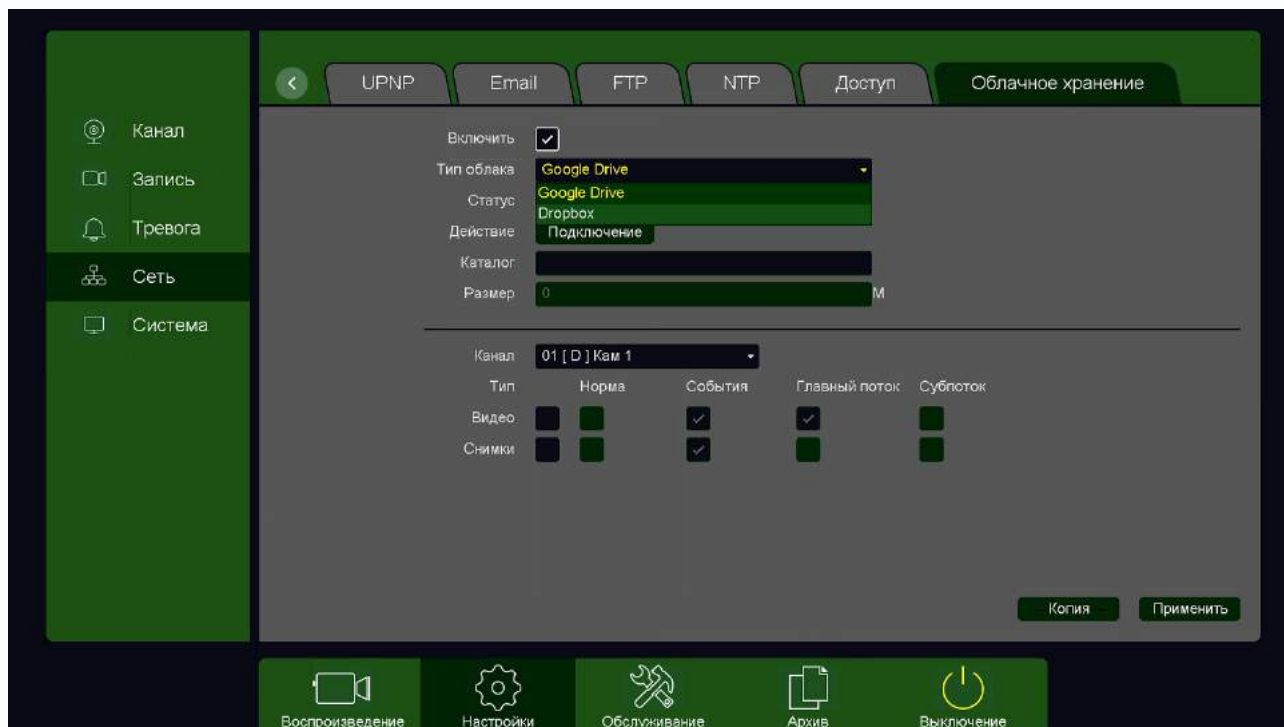 UPNP Email FTP NTP Доступ Облачное хранение
Канал
Запись
Тревога
Сеть
Система
Включить
Тип облака Google Drive
Google Drive
Статус
Dropbox
Действие Подключение
Каталог
Размер 0 M
Канал 01 [ D ] Кам 1
Тип Норма События Главный поток Субпоток
Видео
Снимки
Копия Применить
Воспроизведение Настройки Обслуживание Архив Выключение